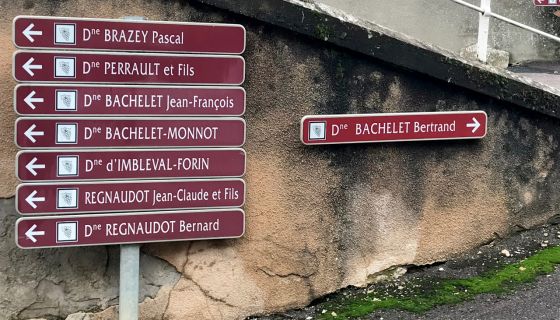 Dne BRAZEY Pascal
Dne PERRAULT et Fils
Dne BACHELET Jean-François
Dne BACHELET-MONNOT
Dne d'IMBLEVAL-FORIN
REGNAUDOT Jean-Claude et Fils
Dne REGNAUDOT Bernard
Dne BACHELET Bertrand